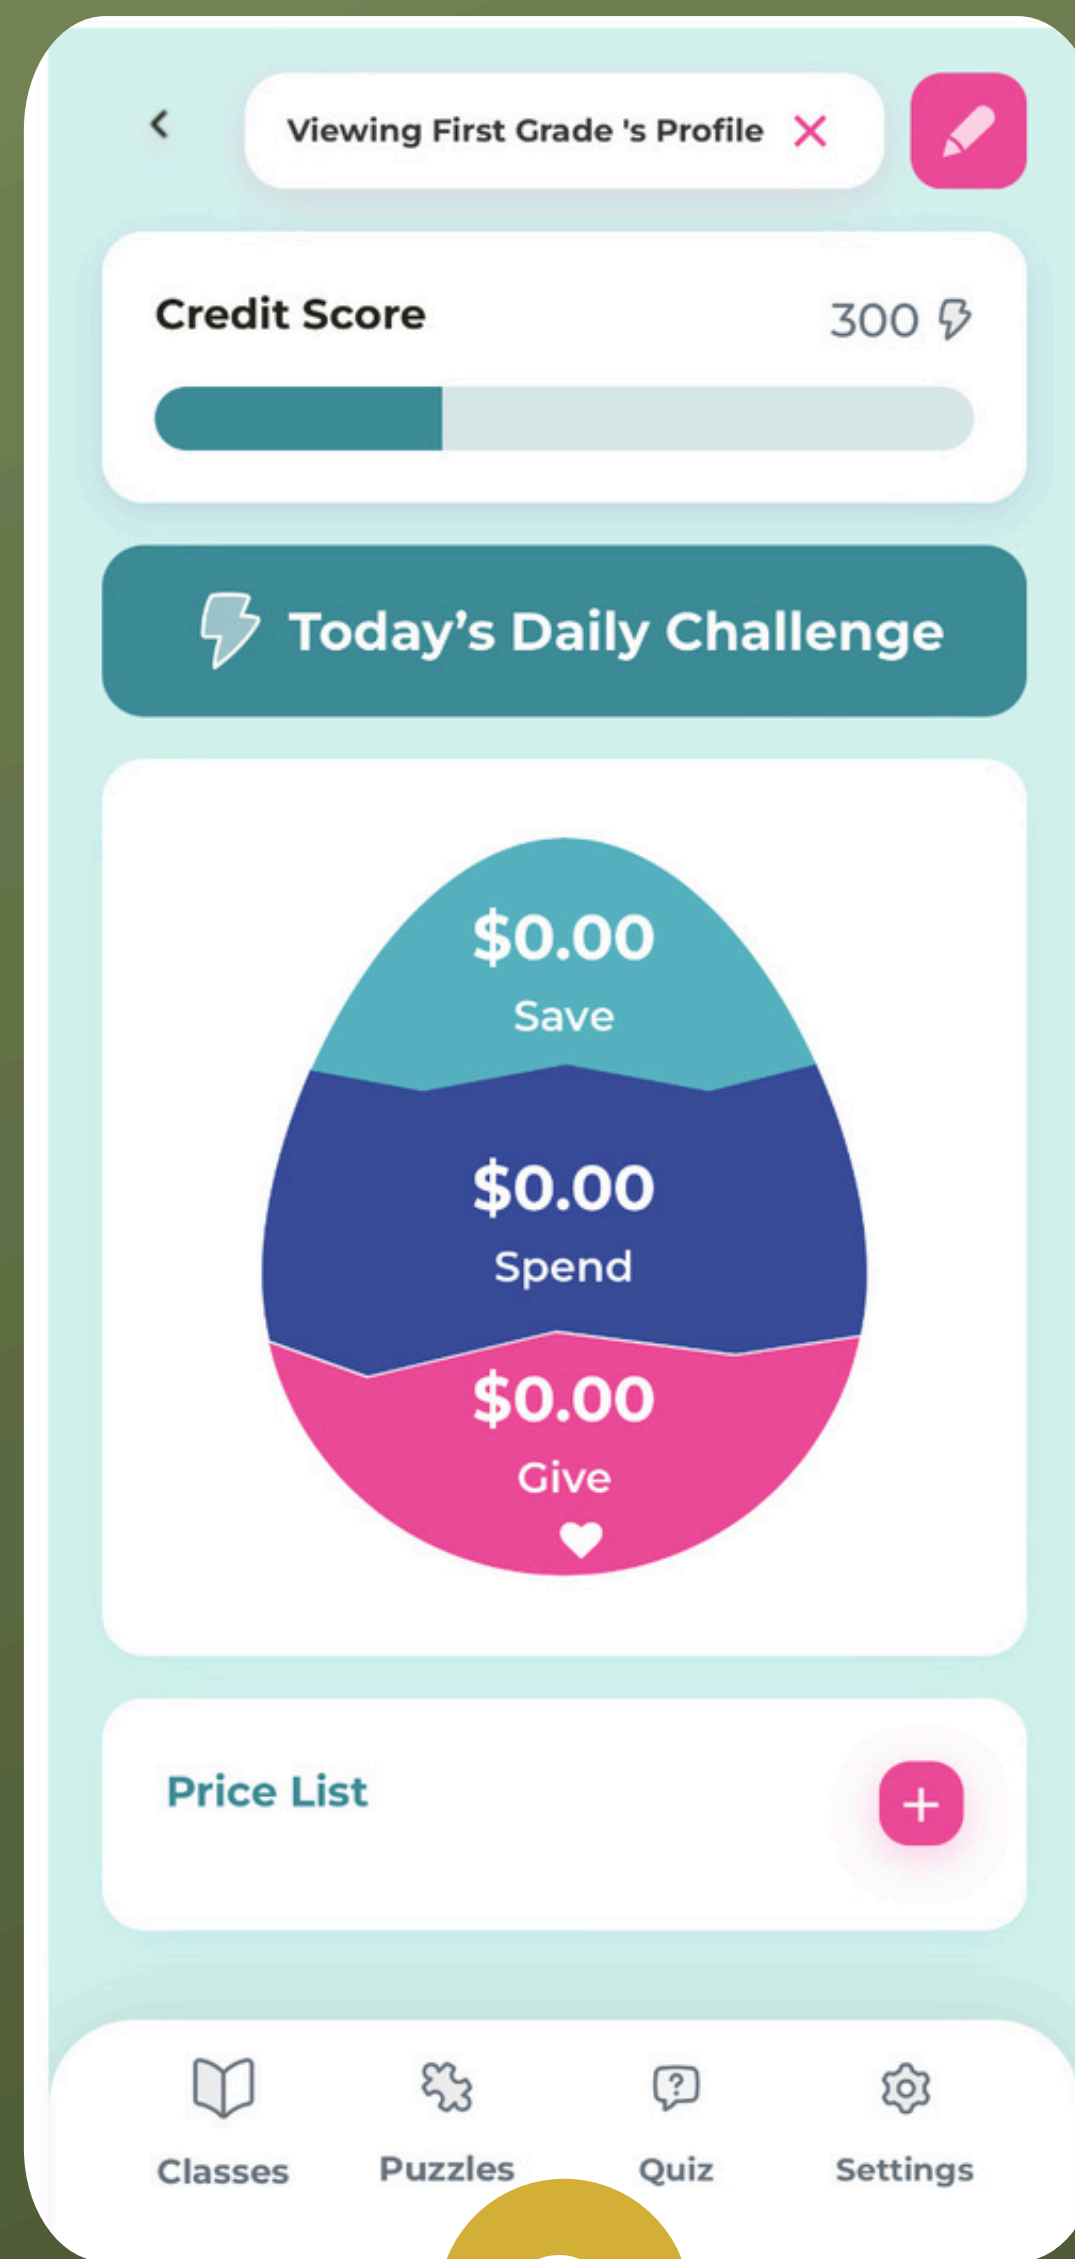 Viewing First Grade 's Profile
Credit Score
300
Today’s Daily Challenge
$0.00
Save
$0.00
Spend
$0.00
Give
Price List
Classes
Puzzles
Quiz
Settings